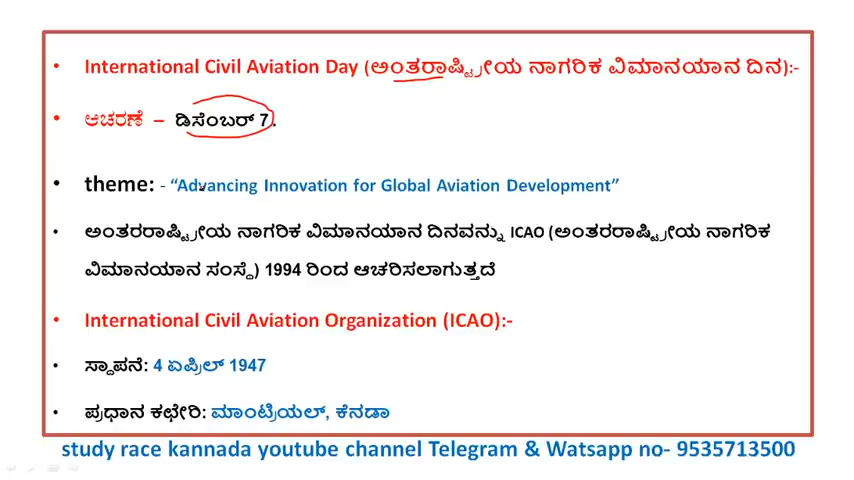 • International Civil Aviation Day (ಅಂತರಾಷ್ಟ್ರೀಯ ನಾಗರಿಕ ವಿಮಾನಯಾನ ದಿನ):-
• ಆಚರಣೆ – ಡಿಸೆಂಬರ್ 7.
• theme: - “Advancing Innovation for Global Aviation Development”
• ಅಂತರರಾಷ್ಟ್ರೀಯ ನಾಗರಿಕ ವಿಮಾನಯಾನ ದಿನವನ್ನು ICAO (ಅಂತರರಾಷ್ಟ್ರೀಯ ನಾಗರಿಕ
ವಿಮಾನಯಾನ ಸಂಸ್ಥೆ) 1994 ರಿಂದ ಆಚರಿಸಲಾಗುತ್ತದೆ
• International Civil Aviation Organization (ICAO):-
• ಸ್ಥಾಪನೆ: 4 ಏಪ್ರಿಲ್ 1947
• ಪ್ರಧಾನ ಕಛೇರಿ: ಮಾಂಟ್ರಿಯಲ್, ಕೆನಡಾ
study race kannada youtube channel Telegram & Watsapp no- 9535713500